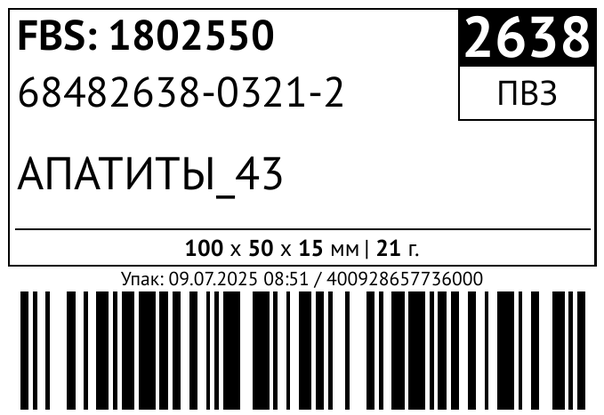 FBS: 1802550
2638
68482638-0321-2
ПВЗ
АПАТИТЫ_43
100 x 50 x 15 мм | 21 г.
Упак: 09.07.2025 08:51 / 400928657736000